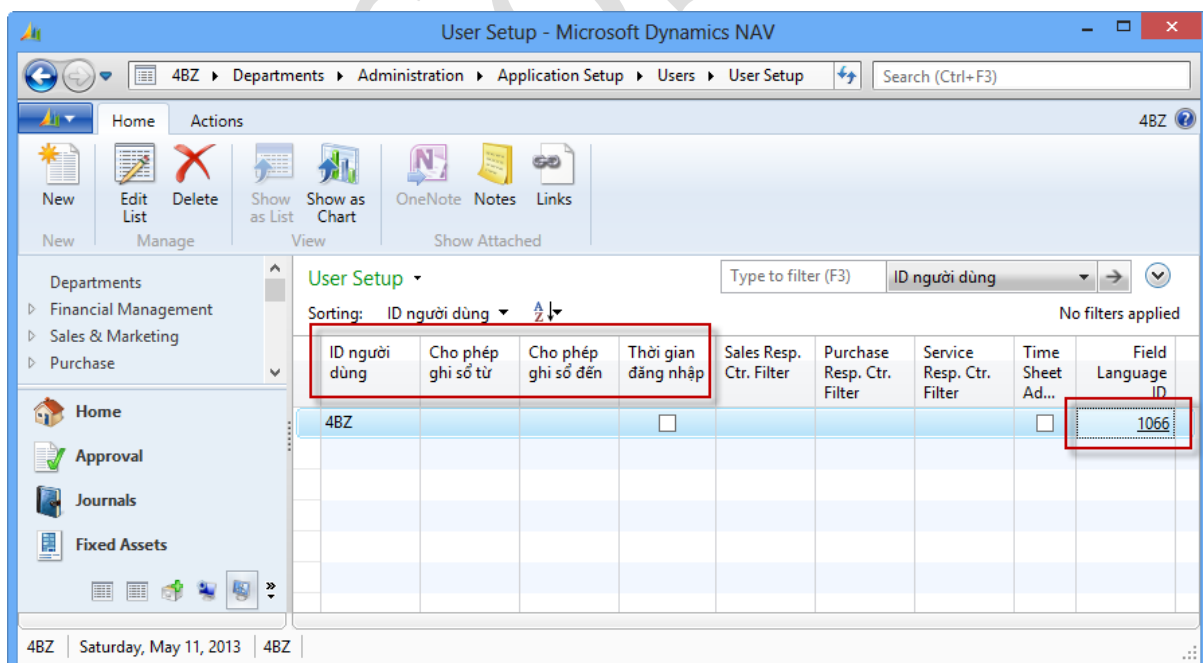 User Setup - Microsoft Dynamics NAV
4BZ Departments Administration Application Setup Users User Setup
Search (Ctrl+F3)
Home Actions 4BZ
New
Edit List
Delete
Show as List
Show as Chart
OneNote Notes Links
New Manage View Show Attached
Departments
Financial Management
Sales & Marketing
Purchase
Home
Approval
Journals
Fixed Assets
User Setup
Type to filter (F3)
ID người dùng
Sorting: ID người dùng
No filters applied
ID người dùng
Cho phép ghi sổ từ
Cho phép ghi sổ đến
Thời gian đăng nhập
Sales Resp. Ctr. Filter
Purchase Resp. Ctr. Filter
Service Resp. Ctr. Filter
Time Sheet Ad...
Field Language ID
4BZ 1066
4BZ Saturday, May 11, 2013 4BZ